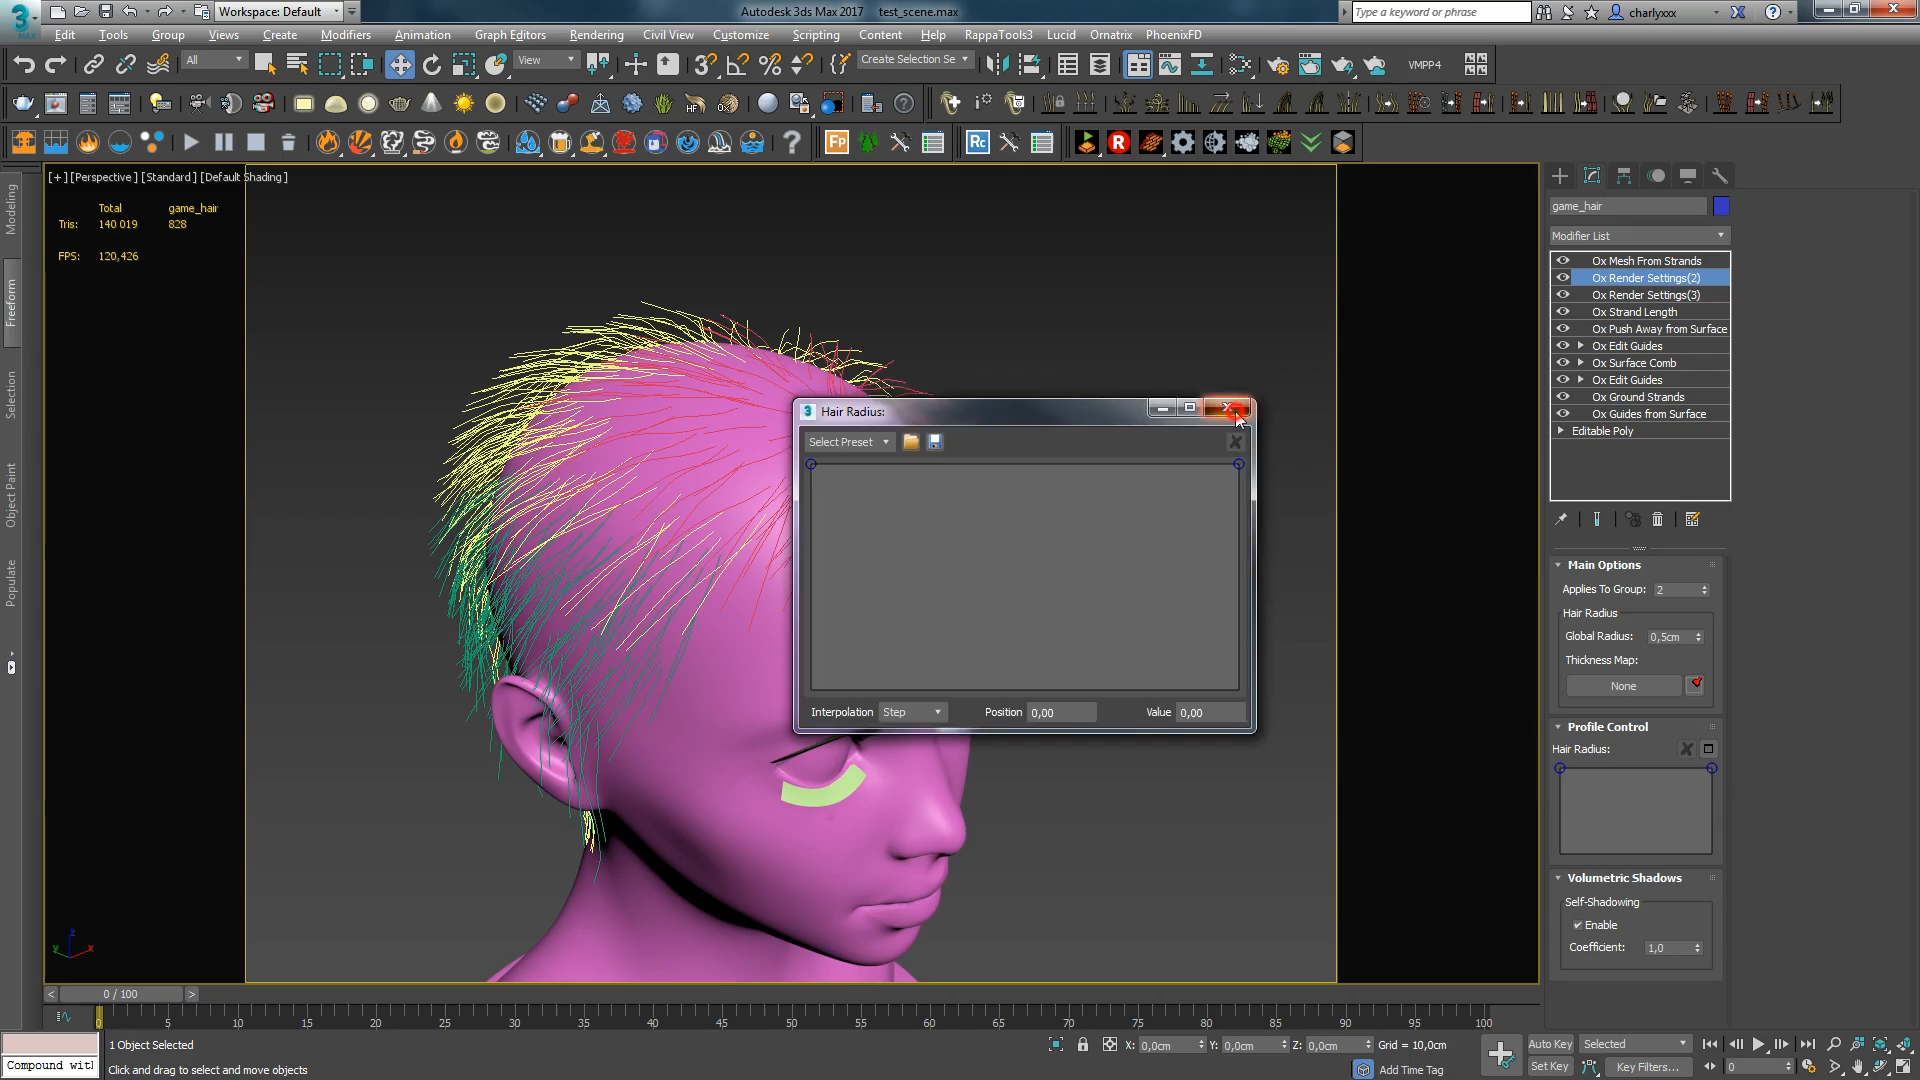 3 MAX Workspace: Default Autodesk 3ds Max 2017 test_scene.max Type a keyword or phrase charlyxxx
Edit Tools Group Views Create Modifiers Animation Graph Editors Rendering Civil View Customize Scripting Content Help RappaTools3 Lucid Ornatrix PhoenixFD
All View Create Selection Se VMPP4
HF
Fp Rc R
[+][Perspective][Standard][Default Shading]
Total game_hair
Tris: 140 019 828
FPS: 120,426
Modeling
Freeform
Selection
Object Paint
Populate
Hair Radius:
Select Preset
Interpolation Step Position 0,00 Value 0,00
game_hair
Modifier List
Ox Mesh From Strands
Ox Render Settings(2)
Ox Render Settings(3)
Ox Strand Length
Ox Push Away from Surface
Ox Edit Guides
Ox Surface Comb
Ox Edit Guides
Ox Ground Strands
Ox Guides from Surface
Editable Poly
Main Options
Applies To Group: 2
Hair Radius
Global Radius: 0,5cm
Thickness Map:
None
Profile Control
Hair Radius:
Volumetric Shadows
Self-Shadowing
Enable
Coefficient: 1,0
z
y x
< 0 / 100 >
0 5 10 15 20 25 30 35 40 45 50 55 60 65 70 75 80 85 90 95 100
1 Object Selected X: 0,0cm Y: 0,0cm Z: 0,0cm Grid = 10,0cm Auto Key Selected
Compound witl Click and drag to select and move objects Add Time Tag Set Key Key Filters... 0